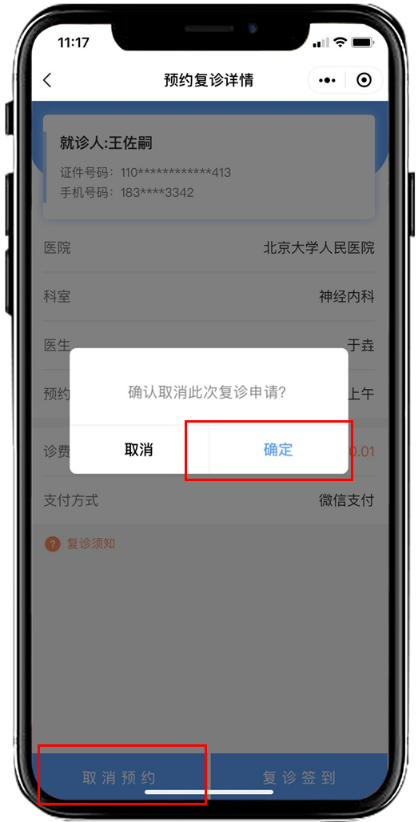 11:17
预约复诊详情
就诊人:王佐嗣
证件号码：110************413
手机号码：183****3342
医院 北京大学人民医院
科室 神经内科
医生 于垚
预约 上午
确认取消此次复诊申请?
取消 确定
诊费 0.01
支付方式 微信支付
? 复诊须知
取消预约 复诊签到